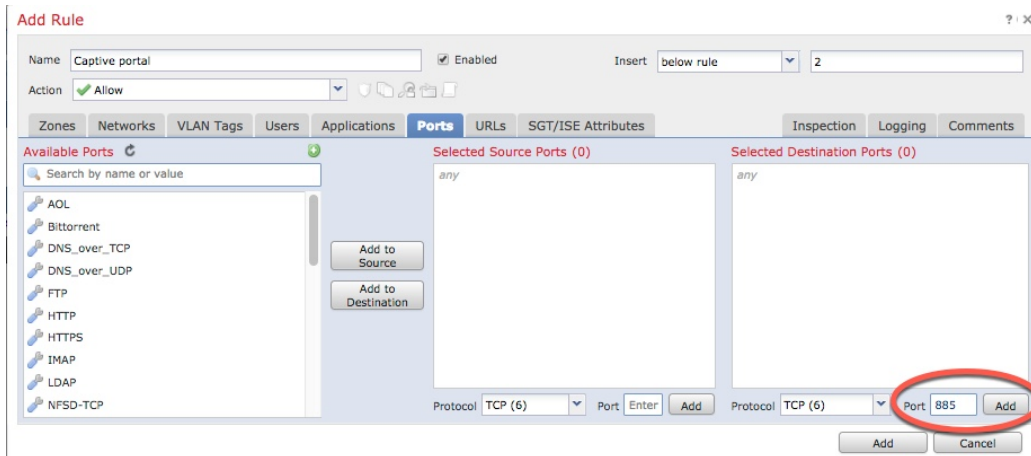 Add Rule ? X
Name Captive portal Enabled Insert below rule 2
Action Allow
Zones Networks VLAN Tags Users Applications Ports URLs SGT/ISE Attributes Inspection Logging Comments
Available Ports Selected Source Ports (0) Selected Destination Ports (0)
Search by name or value any any
AOL
Bittorrent
DNS_over_TCP
DNS_over_UDP
FTP
HTTP
HTTPS
IMAP
LDAP
NFSD-TCP
Add to
Source
Add to
Destination
Protocol TCP (6) Port Enter Add Protocol TCP (6) Port 885 Add
Add Cancel